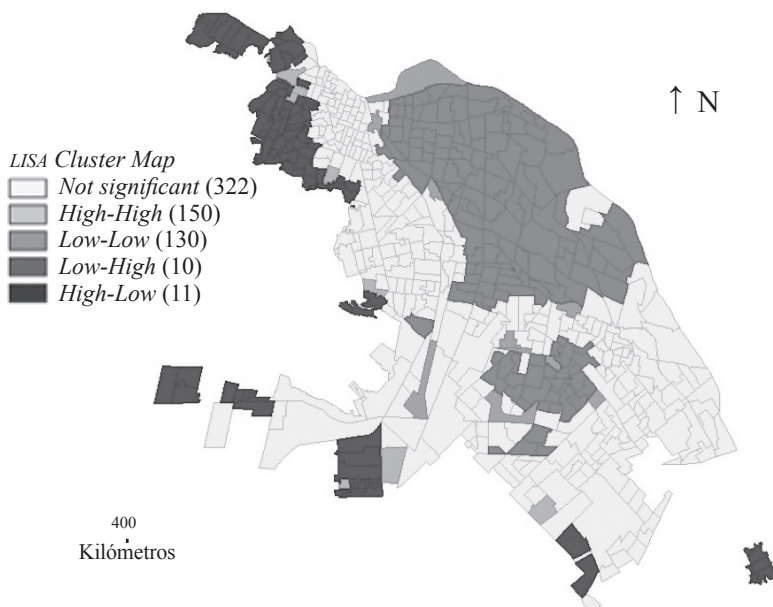 ↑ N
LISA Cluster Map
Not significant (322)
High-High (150)
Low-Low (130)
Low-High (10)
High-Low (11)
400
Kilómetros